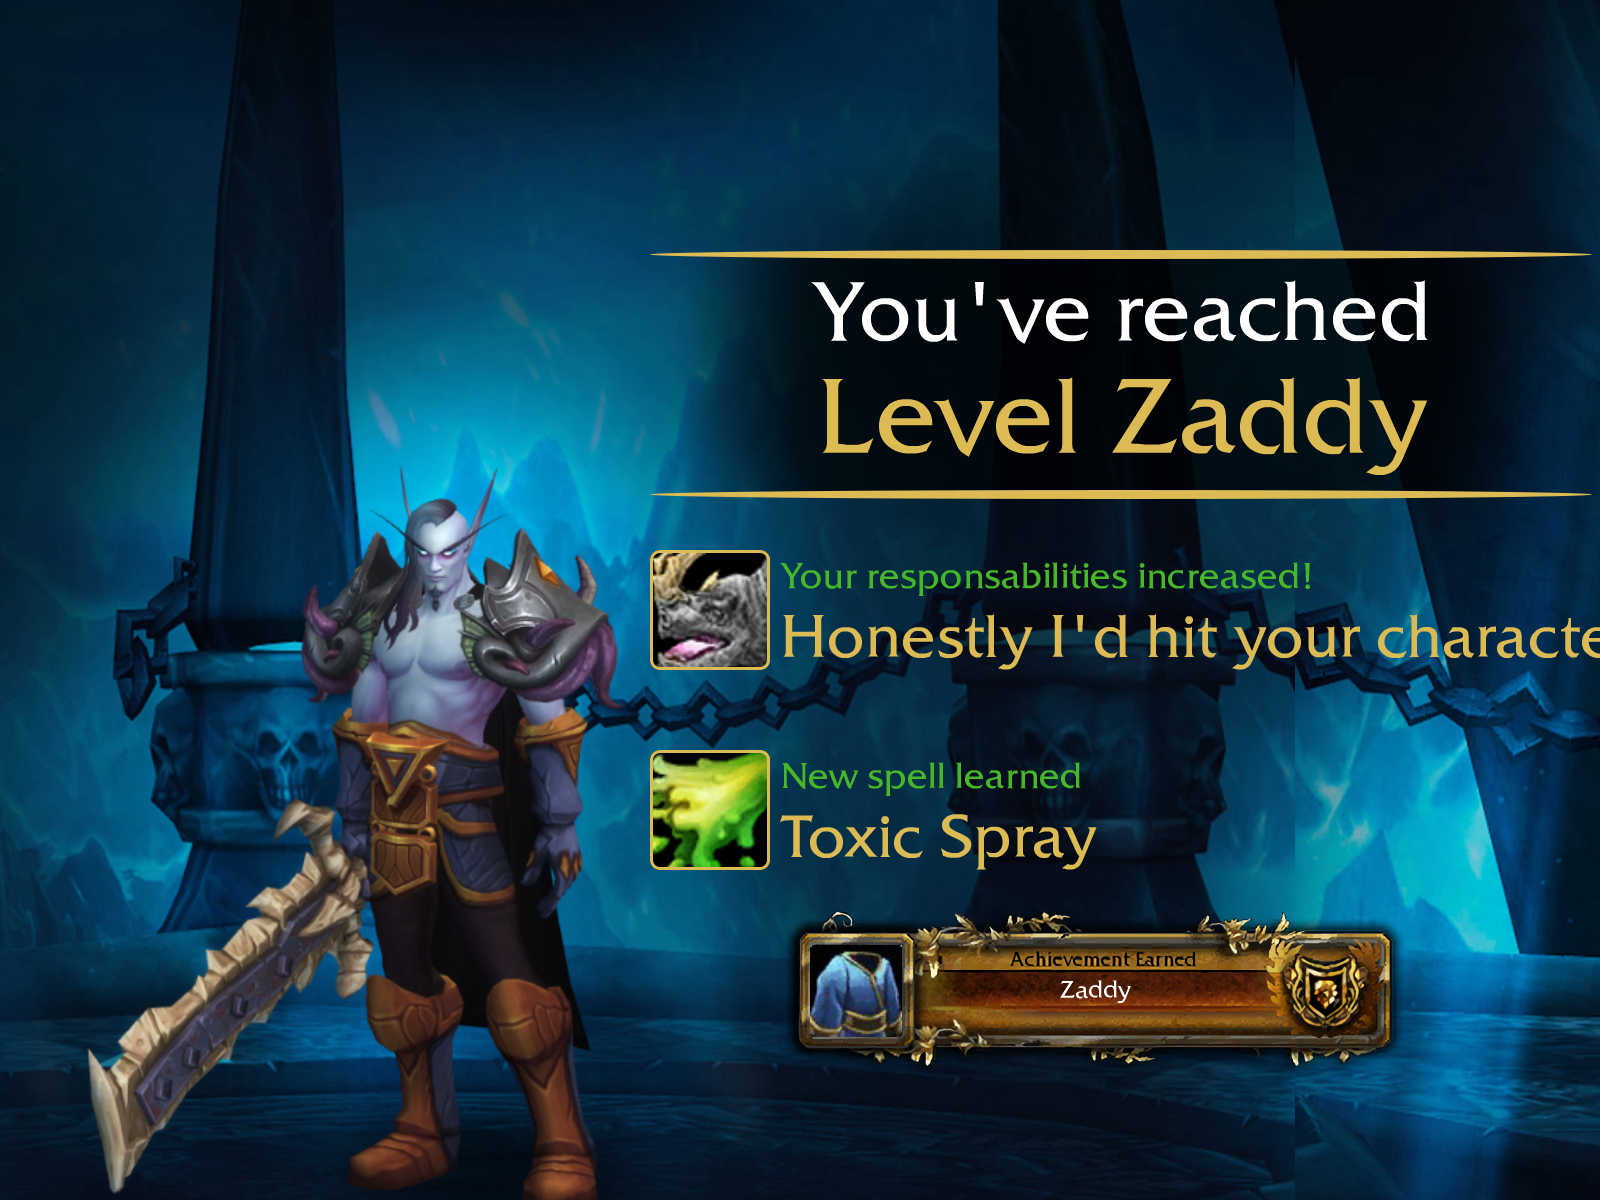 You've reached
Level Zaddy
Your responsabilities increased!
Honestly I'd hit your characte
New spell learned
Toxic Spray
Achievement Earned
Zaddy